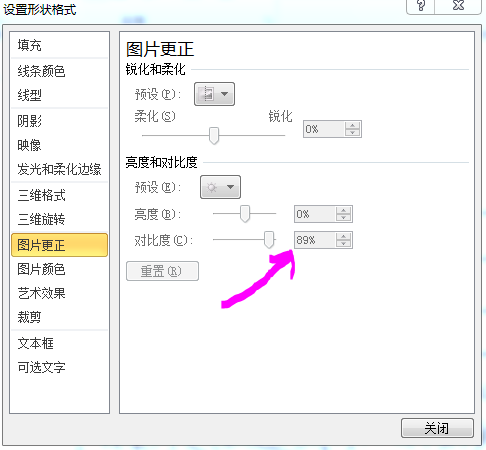 设置形状格式
填充
线条颜色
线型
阴影
映像
发光和柔化边缘
三维格式
三维旋转
图片更正
图片颜色
艺术效果
裁剪
文本框
可选文字
图片更正
锐化和柔化
预设(P):
柔化(S) 锐化
0%
亮度和对比度
预设(E):
亮度(B): 0%
对比度(C): 89%
重置(R)
关闭